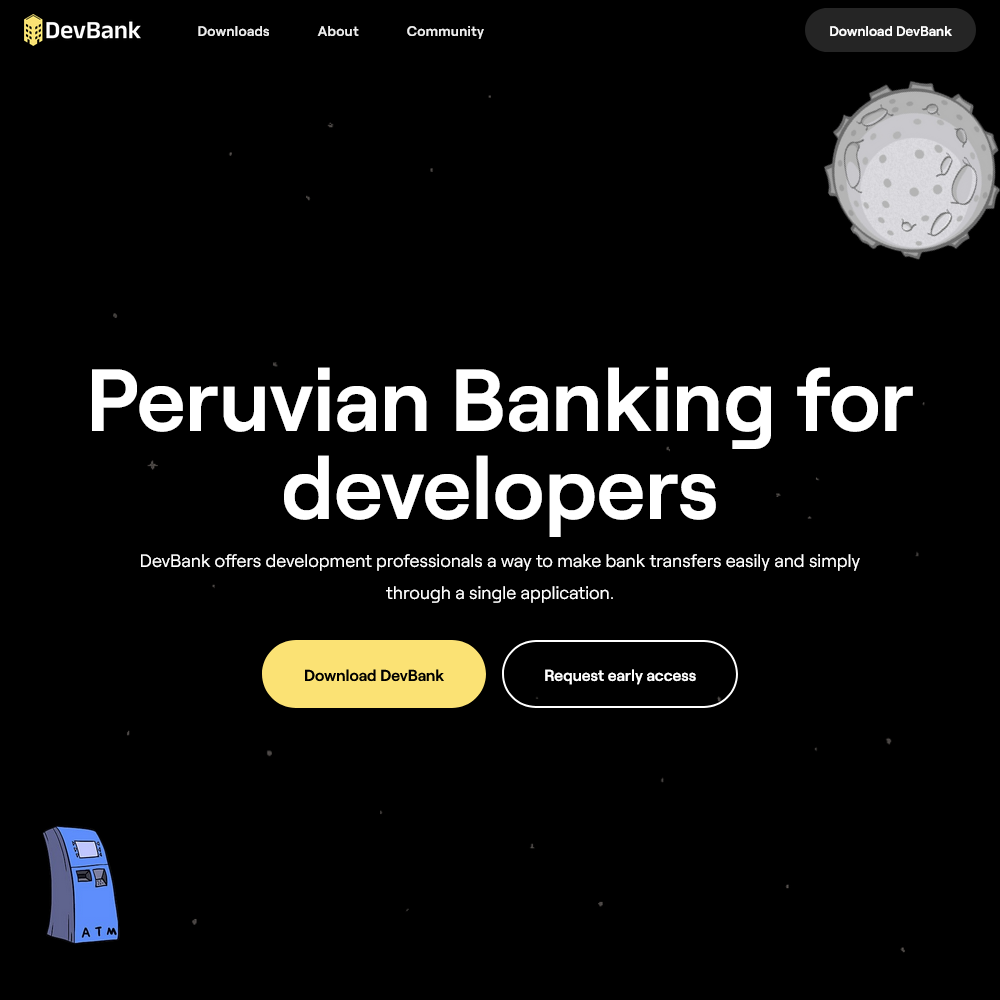 DevBank
Downloads
About
Community
Download DevBank
Peruvian Banking for
developers
DevBank offers development professionals a way to make bank transfers easily and simply
through a single application.
Download DevBank
Request early access
ATM